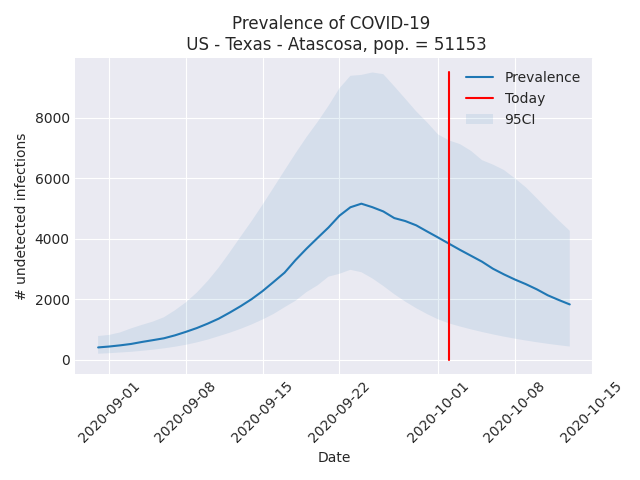 Prevalence of COVID-19
US - Texas - Atascosa, pop. = 51153
Prevalence
Today
95CI
# undetected infections
8000
6000
4000
2000
0
2020-09-01
2020-09-08
2020-09-15
2020-09-22
2020-10-01
2020-10-08
2020-10-15
Date